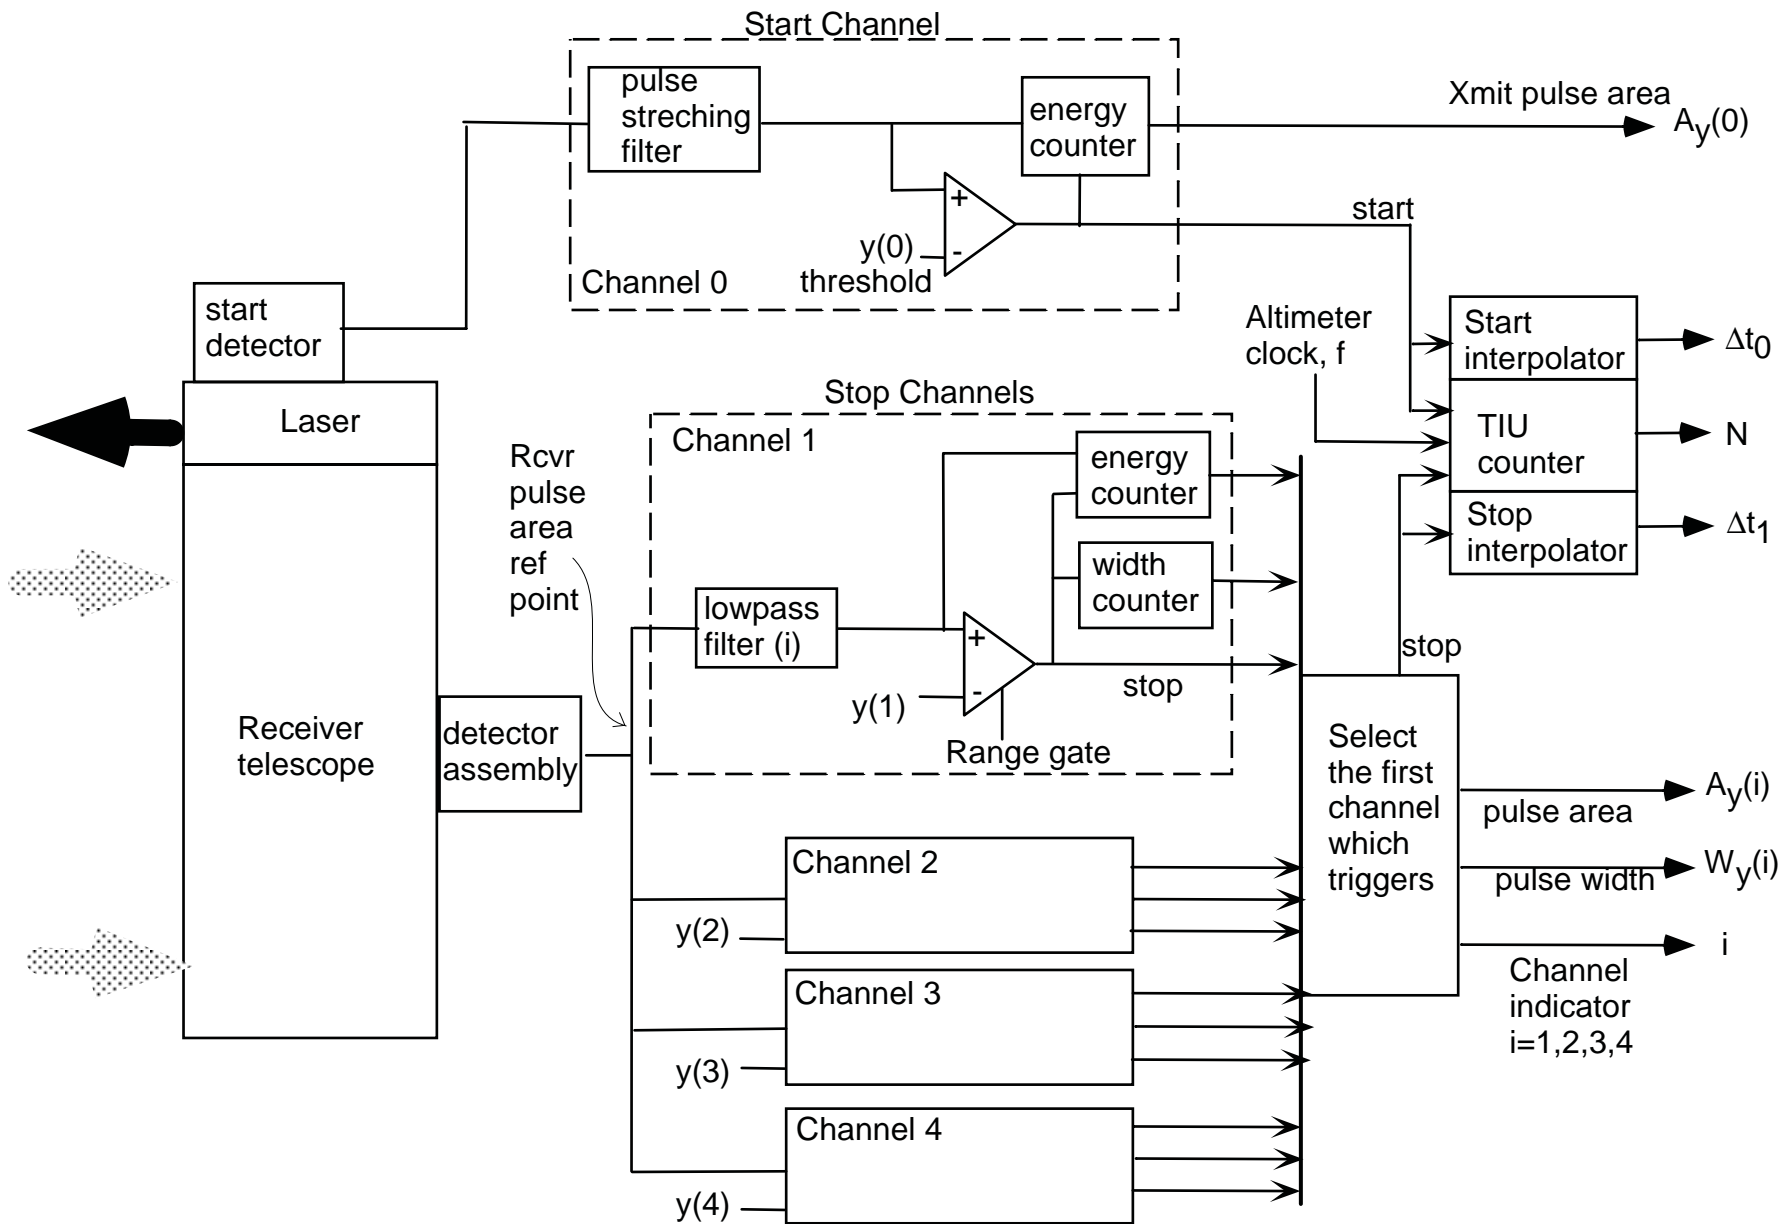 Start Channel
pulse
streching
filter
energy
counter
Xmit pulse area
Ay(0)
+
-
y(0)
threshold
Channel 0
start
start
detector
Altimeter
clock, f
Start
interpolator
Δt0
TIU
counter
N
Stop
interpolator
Δt1
Laser
Stop Channels
Channel 1
Rcvr
pulse
area
ref
point
energy
counter
width
counter
lowpass
filter (i)
+
-
y(1)
stop
Range gate
stop
Receiver
telescope
detector
assembly
Select
the first
channel
which
triggers
Ay(i)
pulse area
Wy(i)
pulse width
i
Channel
indicator
i=1,2,3,4
Channel 2
y(2)
Channel 3
y(3)
Channel 4
y(4)